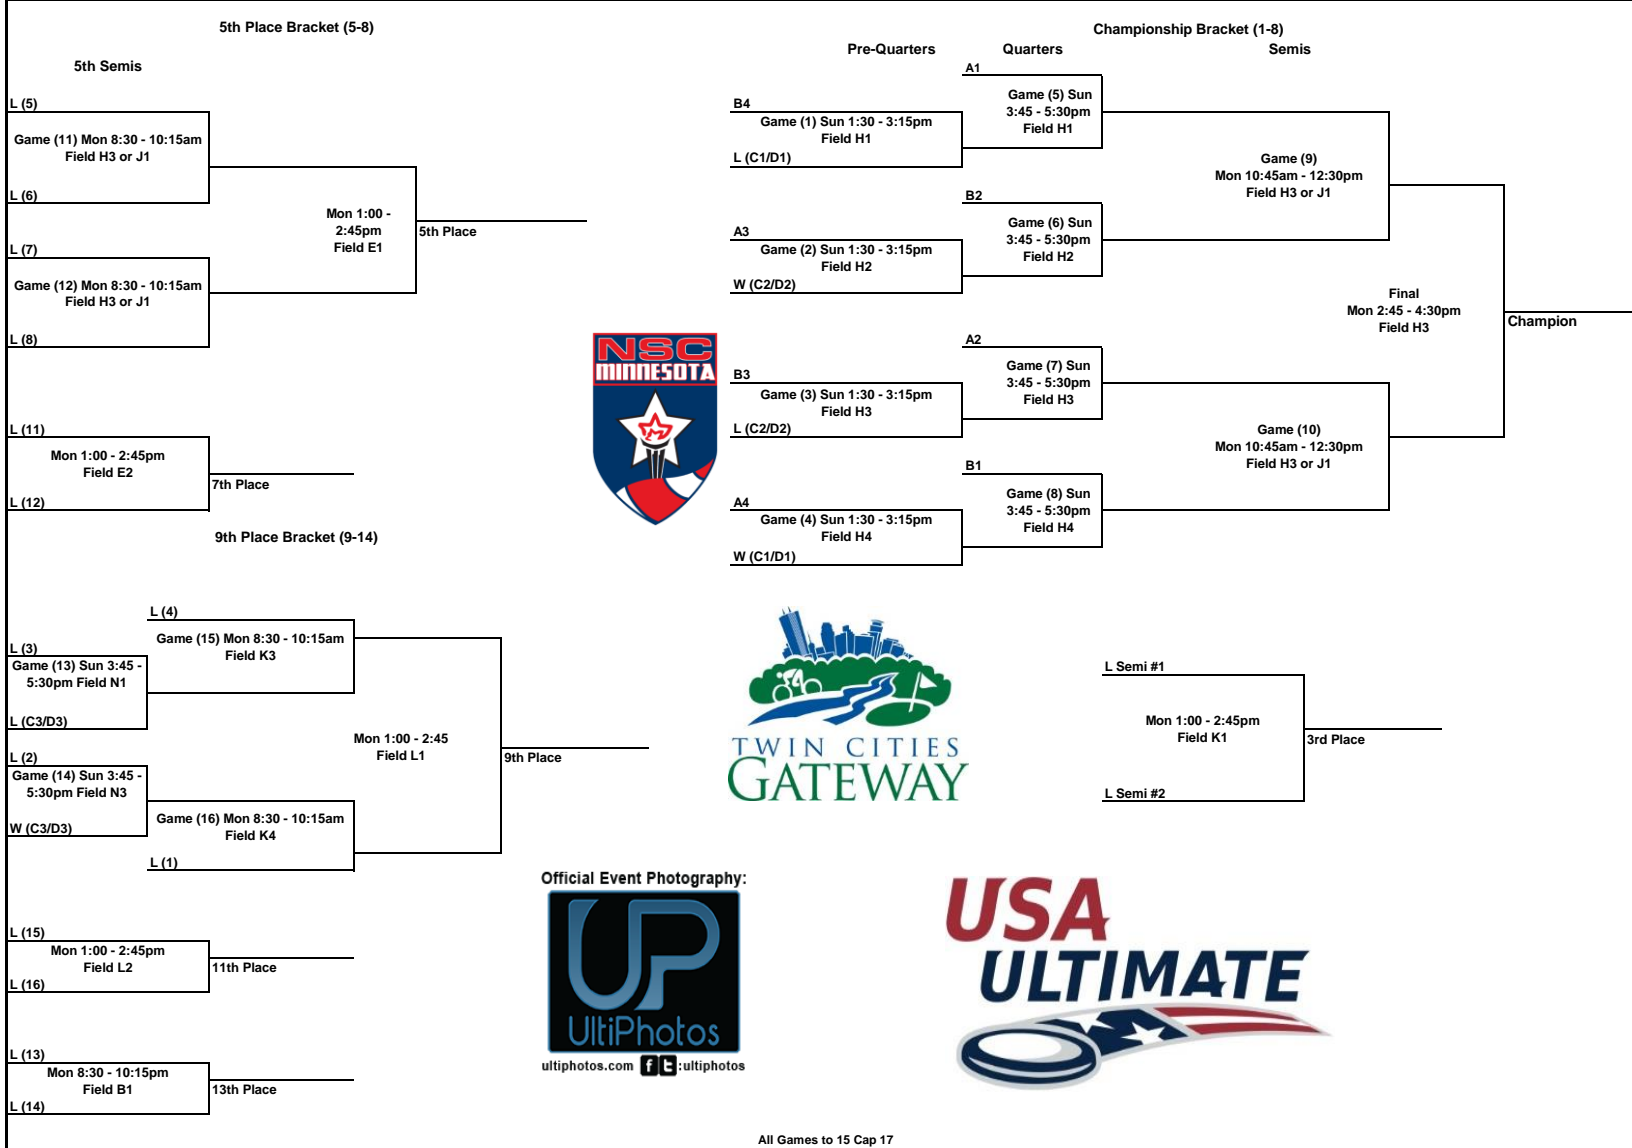 5th Place Bracket (5-8)
5th Semis
L (5)
Game (11) Mon 8:30 - 10:15am
Field H3 or J1
L (6)
Mon 1:00 -
2:45pm
Field E1
5th Place
L (7)
Game (12) Mon 8:30 - 10:15am
Field H3 or J1
L (8)
L (11)
Mon 1:00 - 2:45pm
Field E2
7th Place
L (12)
9th Place Bracket (9-14)
L (4)
Game (15) Mon 8:30 - 10:15am
Field K3
L (3)
Game (13) Sun 3:45 -
5:30pm Field N1
L (C3/D3)
Mon 1:00 - 2:45
Field L1
9th Place
L (2)
Game (14) Sun 3:45 -
5:30pm Field N3
W (C3/D3)
Game (16) Mon 8:30 - 10:15am
Field K4
L (1)
L (15)
Mon 1:00 - 2:45pm
Field L2
11th Place
L (16)
L (13)
Mon 8:30 - 10:15pm
Field B1
13th Place
L (14)
Championship Bracket (1-8)
Pre-Quarters
Quarters
Semis
A1
Game (5) Sun
3:45 - 5:30pm
Field H1
B4
Game (1) Sun 1:30 - 3:15pm
Field H1
L (C1/D1)
Game (9)
Mon 10:45am - 12:30pm
Field H3 or J1
B2
Game (6) Sun
3:45 - 5:30pm
Field H2
A3
Game (2) Sun 1:30 - 3:15pm
Field H2
W (C2/D2)
Final
Mon 2:45 - 4:30pm
Field H3
Champion
A2
Game (7) Sun
3:45 - 5:30pm
Field H3
B3
Game (3) Sun 1:30 - 3:15pm
Field H3
L (C2/D2)
Game (10)
Mon 10:45am - 12:30pm
Field H3 or J1
B1
Game (8) Sun
3:45 - 5:30pm
Field H4
A4
Game (4) Sun 1:30 - 3:15pm
Field H4
W (C1/D1)
L Semi #1
Mon 1:00 - 2:45pm
Field K1
3rd Place
L Semi #2
NSC
MINNESOTA
TWIN CITIES
GATEWAY
Official Event Photography:
UP
UltiPhotos
ultiphotos.com f t :ultiphotos
USA
ULTIMATE
All Games to 15 Cap 17